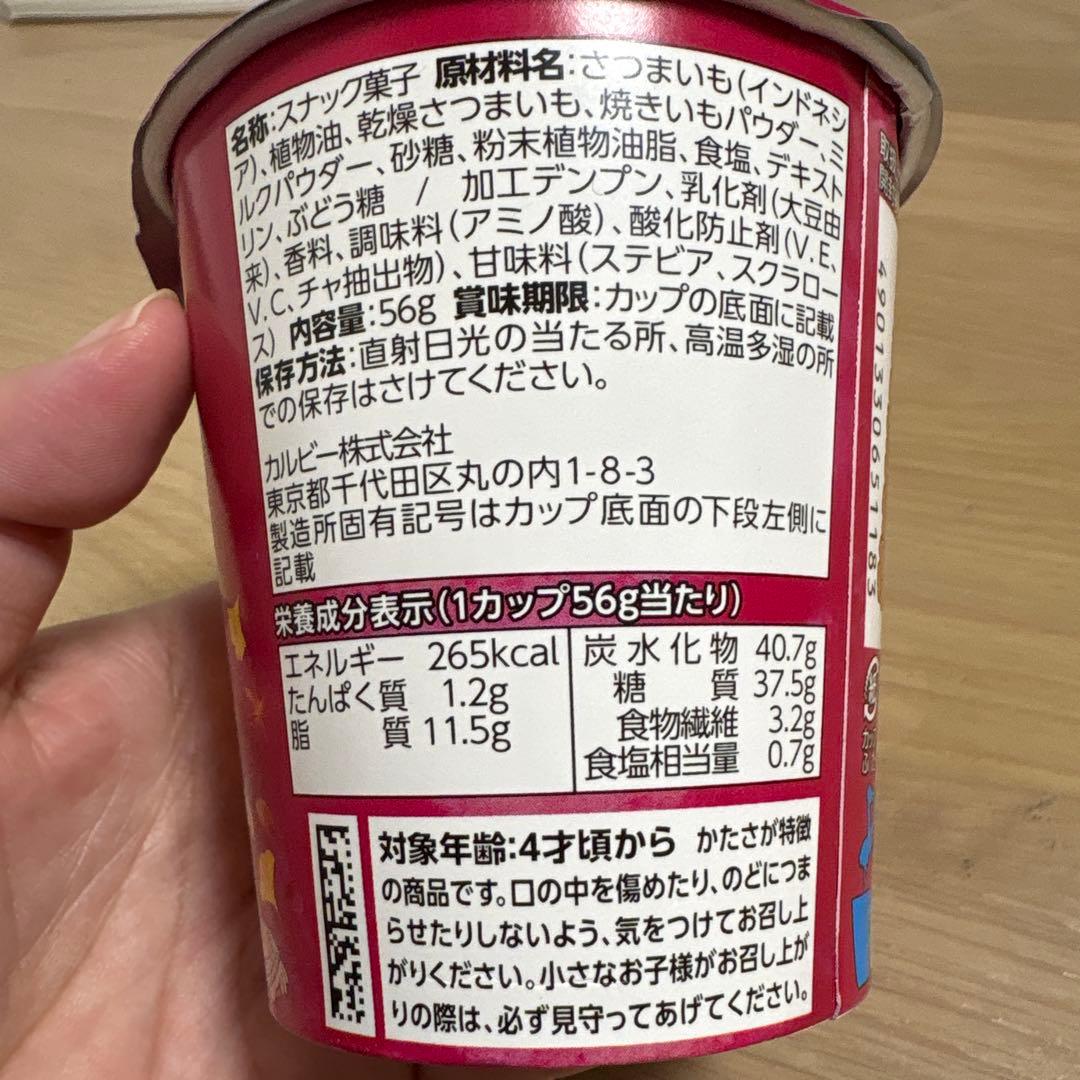 名称:スナック菓子 原材料名:さつまいも(インドネシ
ア)、植物油、乾燥さつまいも、焼きいもパウダー、ミ
ルクパウダー、砂糖、粉末植物油脂、食塩、デキスト
リン、ぶどう糖 / 加工デンプン、乳化剤(大豆由
来)、香料、調味料(アミノ酸)、酸化防止剤(V.E、
V.C、チャ抽出物)、甘味料(ステビア、スクラロー
ス) 内容量:56g 賞味期限:カップの底面に記載
保存方法:直射日光の当たる所、高温多湿の所
での保存はさけてください。
カルビー株式会社
東京都千代田区丸の内1-8-3
製造所固有記号はカップ底面の下段左側に
記載
栄養成分表示(1カップ56g当たり)
エネルギー 265kcal
たんぱく質 1.2g
脂質 11.5g
炭水化物 40.7g
糖質 37.5g
食物繊維 3.2g
食塩相当量 0.7g
対象年齢:4才頃から かたさが特徴
の商品です。口の中を傷めたり、のどにつま
らせたりしないよう、気をつけてお召し上
がりください。小さなお子様がお召し上が
りの際は、必ず見守ってあげてください。
4901330651183